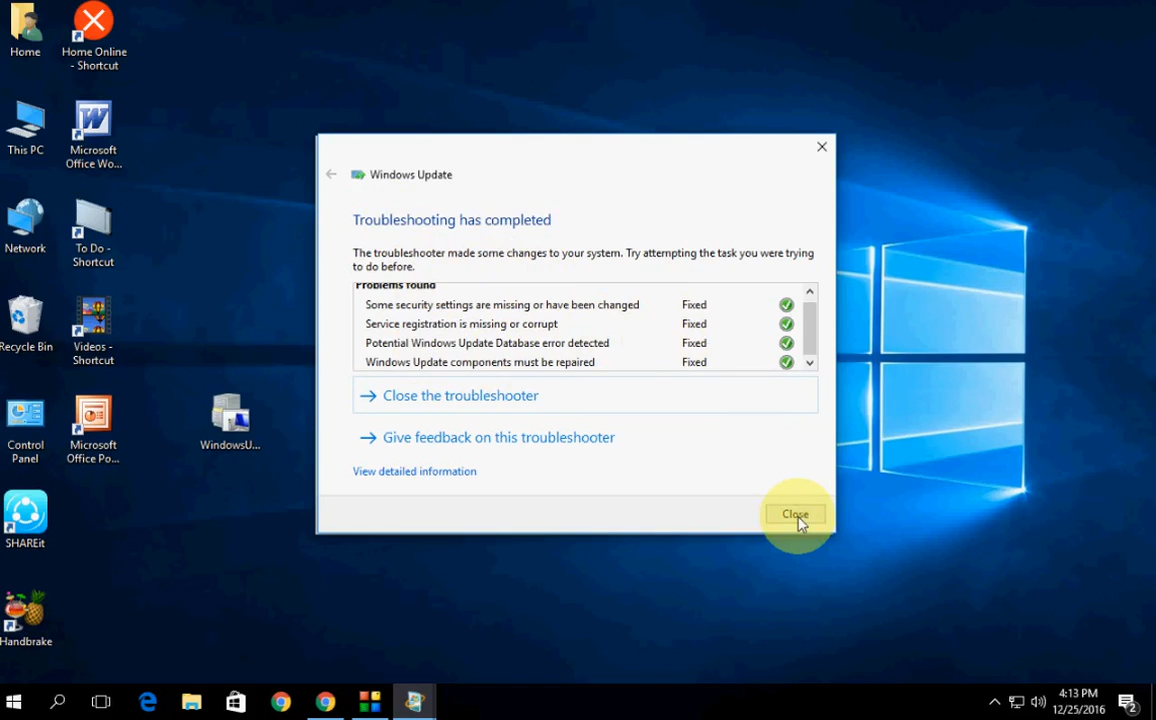 Home
Home Online
- Shortcut
This PC
Microsoft
Office Wo...
Network
To Do -
Shortcut
Recycle Bin
Videos -
Shortcut
Control
Panel
Microsoft
Office Po...
WindowsU...
SHAREit
Handbrake
Windows Update
Troubleshooting has completed
The troubleshooter made some changes to your system. Try attempting the task you were trying
to do before.
Problems found
Some security settings are missing or have been changed Fixed
Service registration is missing or corrupt Fixed
Potential Windows Update Database error detected Fixed
Windows Update components must be repaired Fixed
Close the troubleshooter
Give feedback on this troubleshooter
View detailed information
Close
4:13 PM
12/25/2016
2